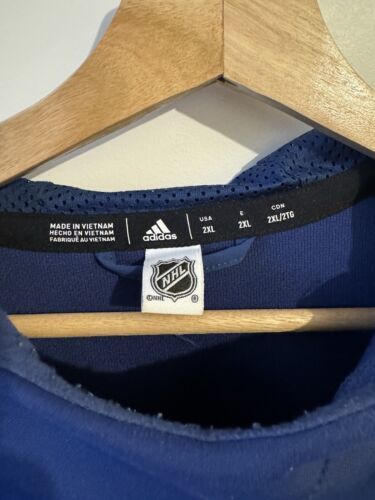 MADE IN VIETNAM
HECHO EN VIETNAM
FABRIQUÉ AU VIETNAM
adidas
USA
2XL
E
2XL
CDN
2XL/2TG
NHL
©NHL ®